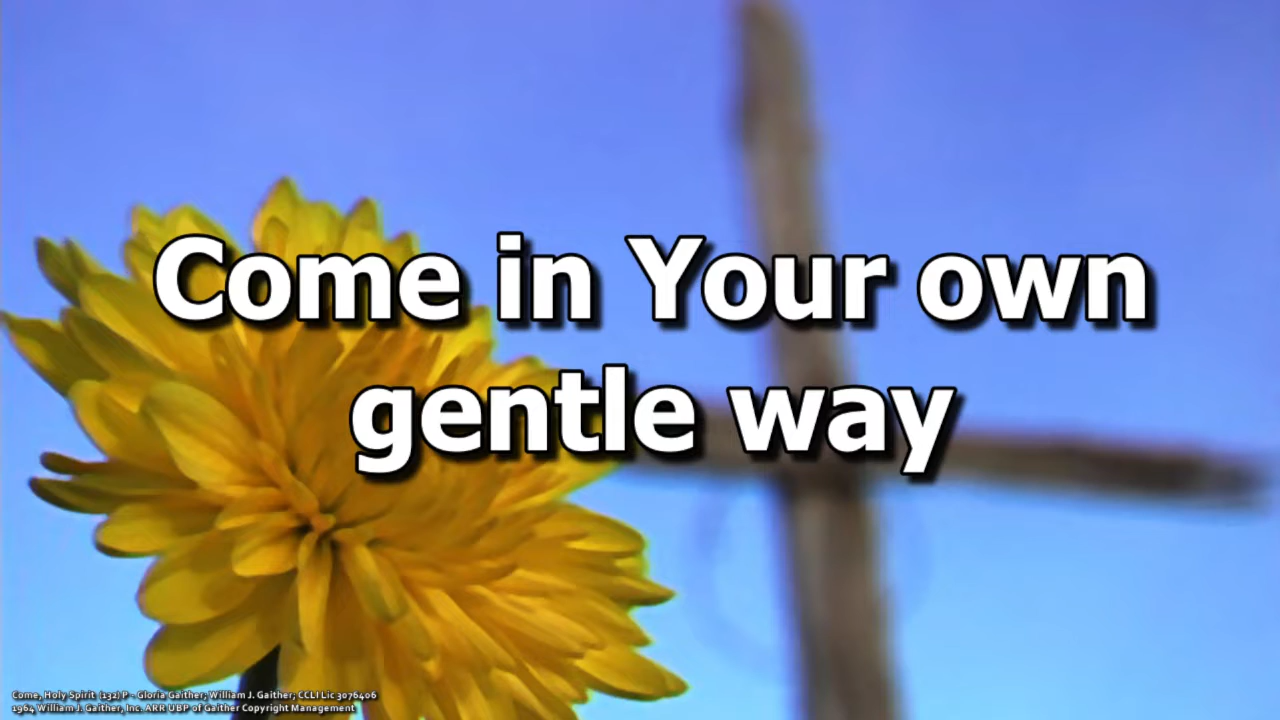 Come in Your own
gentle way
Come, Holy Spirit (132) P - Gloria Gaither; William J. Gaither; CCLI Lic 3076406
1964 William J. Gaither, Inc. ARR UBP of Gaither Copyright Management